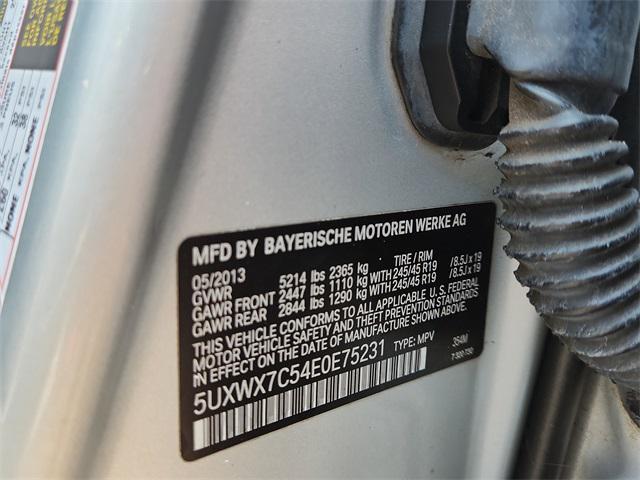 MFD BY BAYERISCHE MOTOREN WERKE AG
05/2013 TIRE / RIM
GVWR 5214 lbs 2365 kg
GAWR FRONT 2447 lbs 1110 kg WITH 245/45 R19 /8.5J x 19
GAWR REAR 2844 lbs 1290 kg WITH 245/45 R19 /8.5J x 19
THIS VEHICLE CONFORMS TO ALL APPLICABLE U.S. FEDERAL
MOTOR VEHICLE SAFETY AND THEFT PREVENTION STANDARDS
IN EFFECT ON THE DATE OF MANUFACTURE SHOWN ABOVE.
5UXWX7C54E0E75231 TYPE: MPV 354M
7 302 730